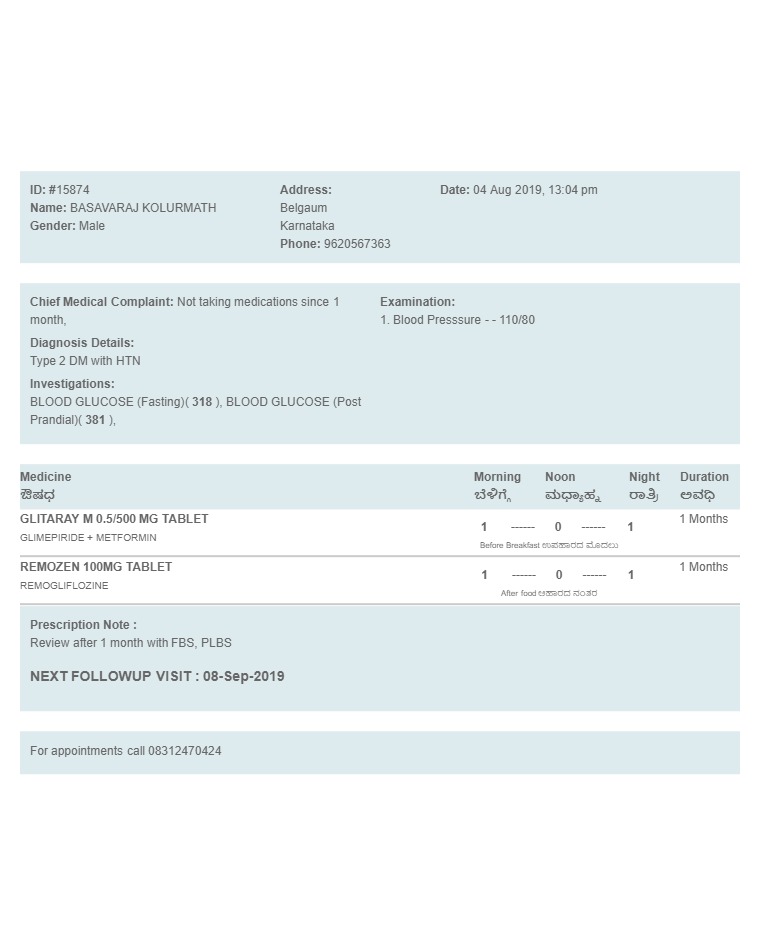 ID: #15874
Name: BASAVARAJ KOLURMATH
Gender: Male
Address:
Belgaum
Karnataka
Phone: 9620567363
Date: 04 Aug 2019, 13:04 pm
Chief Medical Complaint: Not taking medications since 1
month,
Diagnosis Details:
Type 2 DM with HTN
Investigations:
BLOOD GLUCOSE (Fasting)( 318 ), BLOOD GLUCOSE (Post
Prandial)( 381 ),
Examination:
1. Blood Presssure - - 110/80
Medicine Morning Noon Night Duration
ಔಷಧ ಬೆಳಿಗ್ಗೆ ಮಧ್ಯಾಹ್ನ ರಾತ್ರಿ ಅವಧಿ
GLITARAY M 0.5/500 MG TABLET 1 ------ 0 ------ 1 1 Months
GLIMEPIRIDE + METFORMIN Before Breakfast ಉಪಹಾರದ ಮೊದಲು
REMOZEN 100MG TABLET 1 ------ 0 ------ 1 1 Months
REMOGLIFLOZINE After food ಆಹಾರದ ನಂತರ
Prescription Note :
Review after 1 month with FBS, PLBS
NEXT FOLLOWUP VISIT : 08-Sep-2019
For appointments call 08312470424